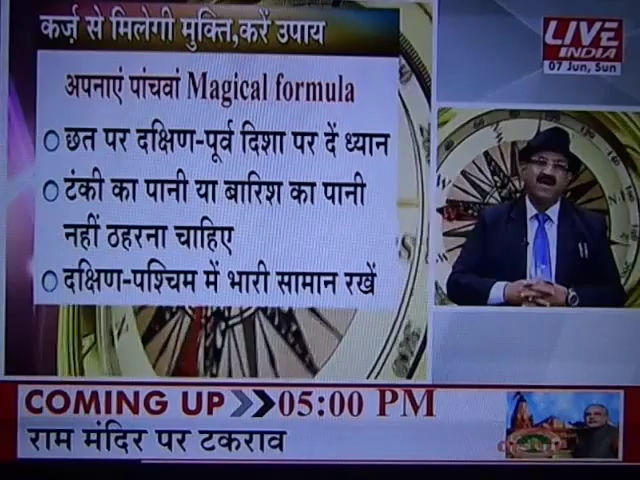 कर्ज़ से मिलेगी मुक्ति,करें उपाय
LIVE
INDIA
07 Jun, Sun
अपनाएं पांचवां Magical formula
छत पर दक्षिण-पूर्व दिशा पर दें ध्यान
टंकी का पानी या बारिश का पानी
नहीं ठहरना चाहिए
दक्षिण-पश्चिम में भारी सामान रखें
COMING UP 05:00 PM
राम मंदिर पर टकराव